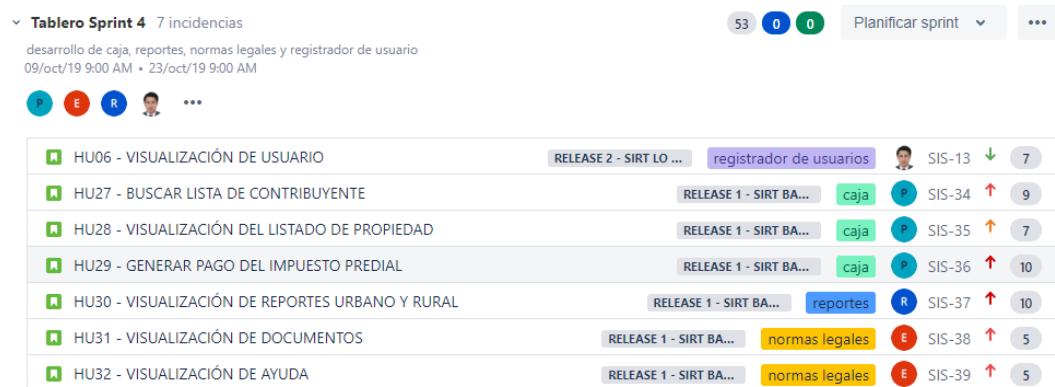 Tablero Sprint 4 7 incidencias 53 0 0 Planificar sprint
desarrollo de caja, reportes, normas legales y registrador de usuario
09/oct/19 9:00 AM • 23/oct/19 9:00 AM
P E R
HU06 - VISUALIZACIÓN DE USUARIO RELEASE 2 - SIRT LO ... registrador de usuarios SIS-13 7
HU27 - BUSCAR LISTA DE CONTRIBUYENTE RELEASE 1 - SIRT BA... caja P SIS-34 9
HU28 - VISUALIZACIÓN DEL LISTADO DE PROPIEDAD RELEASE 1 - SIRT BA... caja P SIS-35 7
HU29 - GENERAR PAGO DEL IMPUESTO PREDIAL RELEASE 1 - SIRT BA... caja P SIS-36 10
HU30 - VISUALIZACIÓN DE REPORTES URBANO Y RURAL RELEASE 1 - SIRT BA... reportes R SIS-37 10
HU31 - VISUALIZACIÓN DE DOCUMENTOS RELEASE 1 - SIRT BA... normas legales E SIS-38 5
HU32 - VISUALIZACIÓN DE AYUDA RELEASE 1 - SIRT BA... normas legales E SIS-39 5